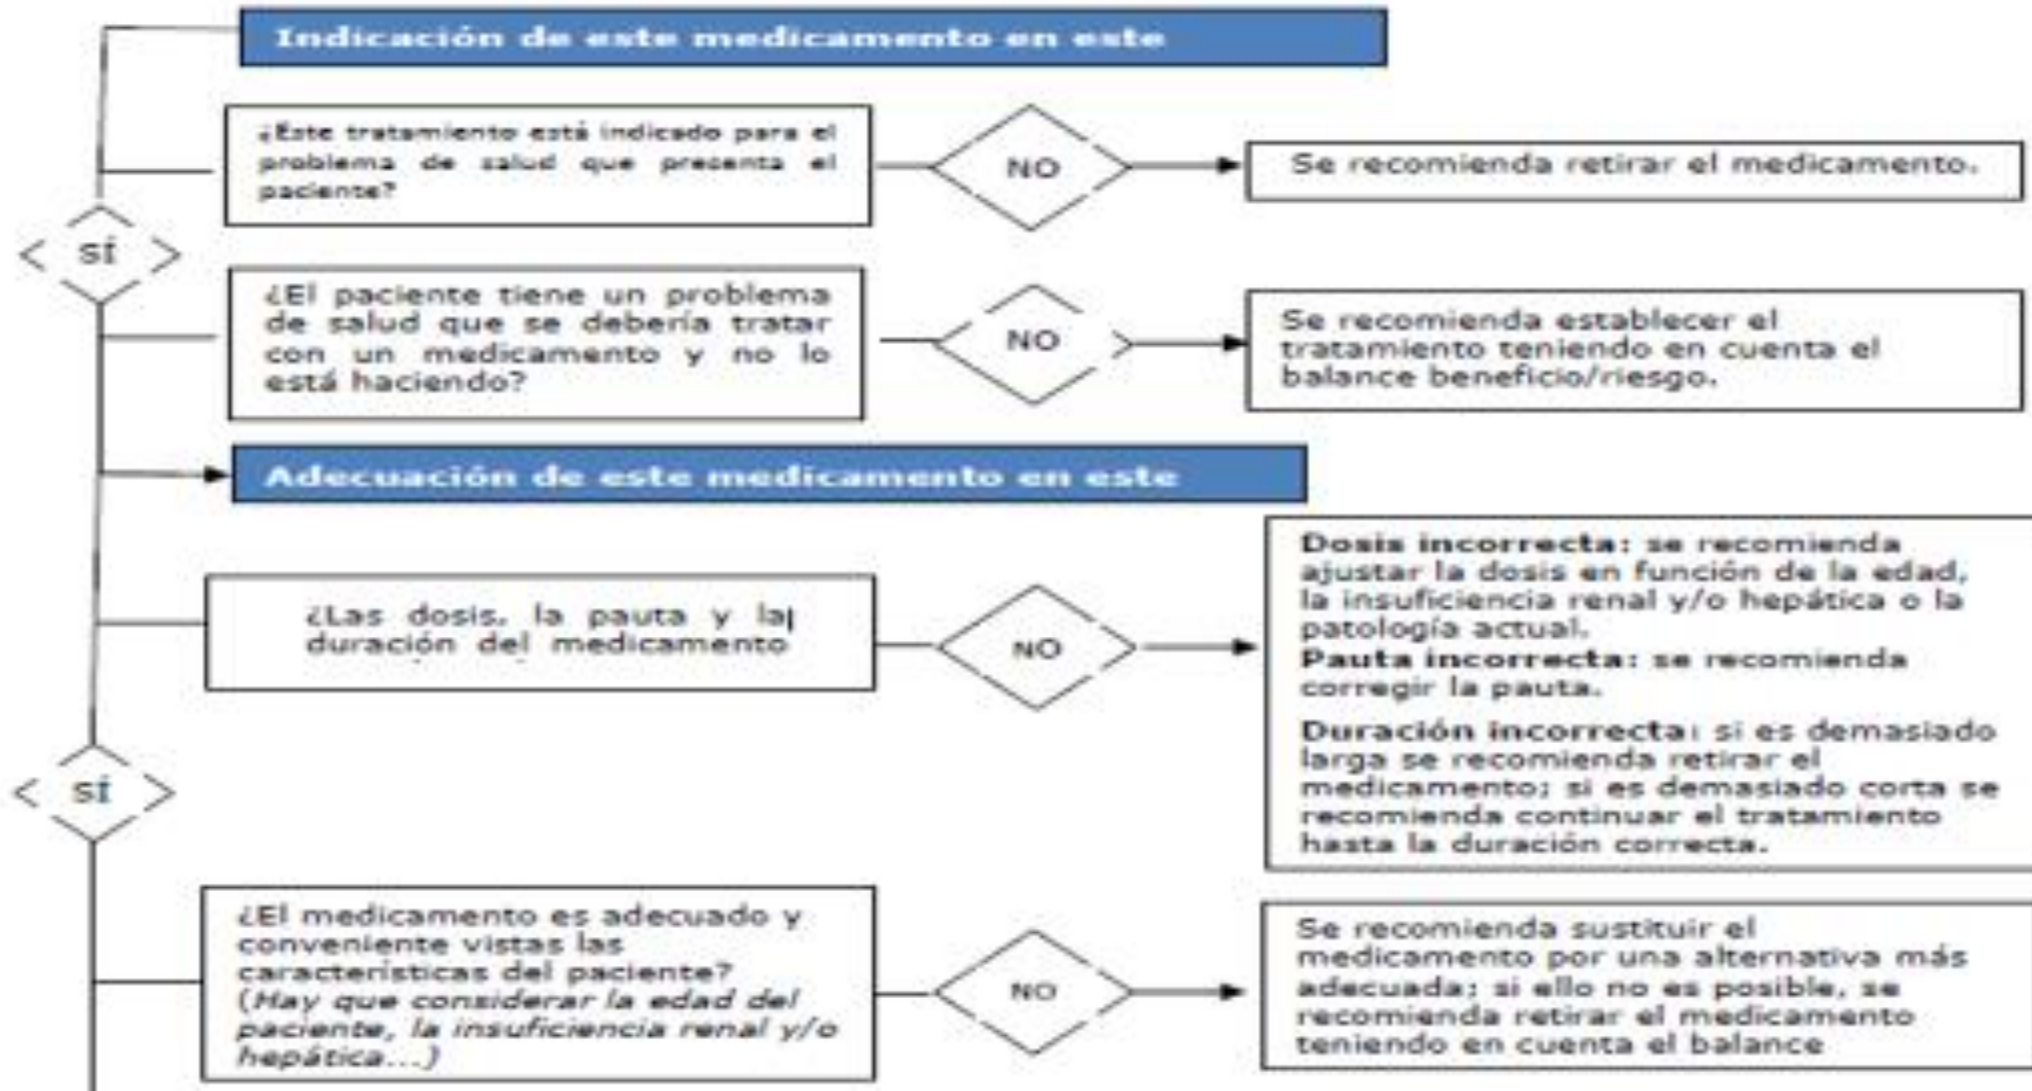 Indicación de este medicamento en este
¿Este tratamiento está indicado para el
problema de salud que presenta el
paciente?
NO
Se recomienda retirar el medicamento.
SÍ
¿El paciente tiene un problema
de salud que se debería tratar
con un medicamento y no lo
está haciendo?
NO
Se recomienda establecer el
tratamiento teniendo en cuenta el
balance beneficio/riesgo.
Adecuación de este medicamento en este
¿Las dosis, la pauta y la
duración del medicamento
NO
Dosis incorrecta: se recomienda
ajustar la dosis en función de la edad,
la insuficiencia renal y/o hepática o la
patología actual.
Pauta incorrecta: se recomienda
corregir la pauta.
Duración incorrecta: si es demasiado
larga se recomienda retirar el
medicamento; si es demasiado corta se
recomienda continuar el tratamiento
hasta la duración correcta.
SÍ
¿El medicamento es adecuado y
conveniente vistas las
características del paciente?
(Hay que considerar la edad del
paciente, la insuficiencia renal y/o
hepática...)
NO
Se recomienda sustituir el
medicamento por una alternativa más
adecuada; si ello no es posible, se
recomienda retirar el medicamento
teniendo en cuenta el balance